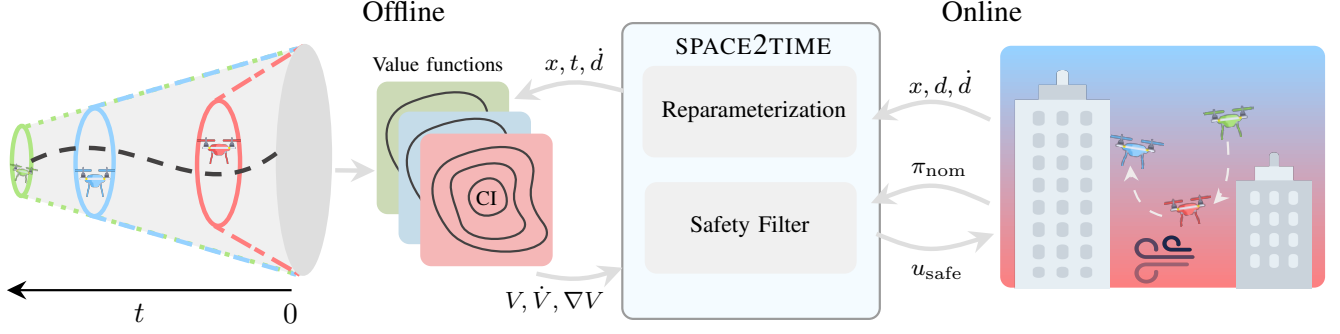 Offline
Online
Value functions
CI
t
0
x, t, ḋ
V, V̇, ∇V
SPACE2TIME
Reparameterization
Safety Filter
x, d, ḋ
π_nom
u_safe